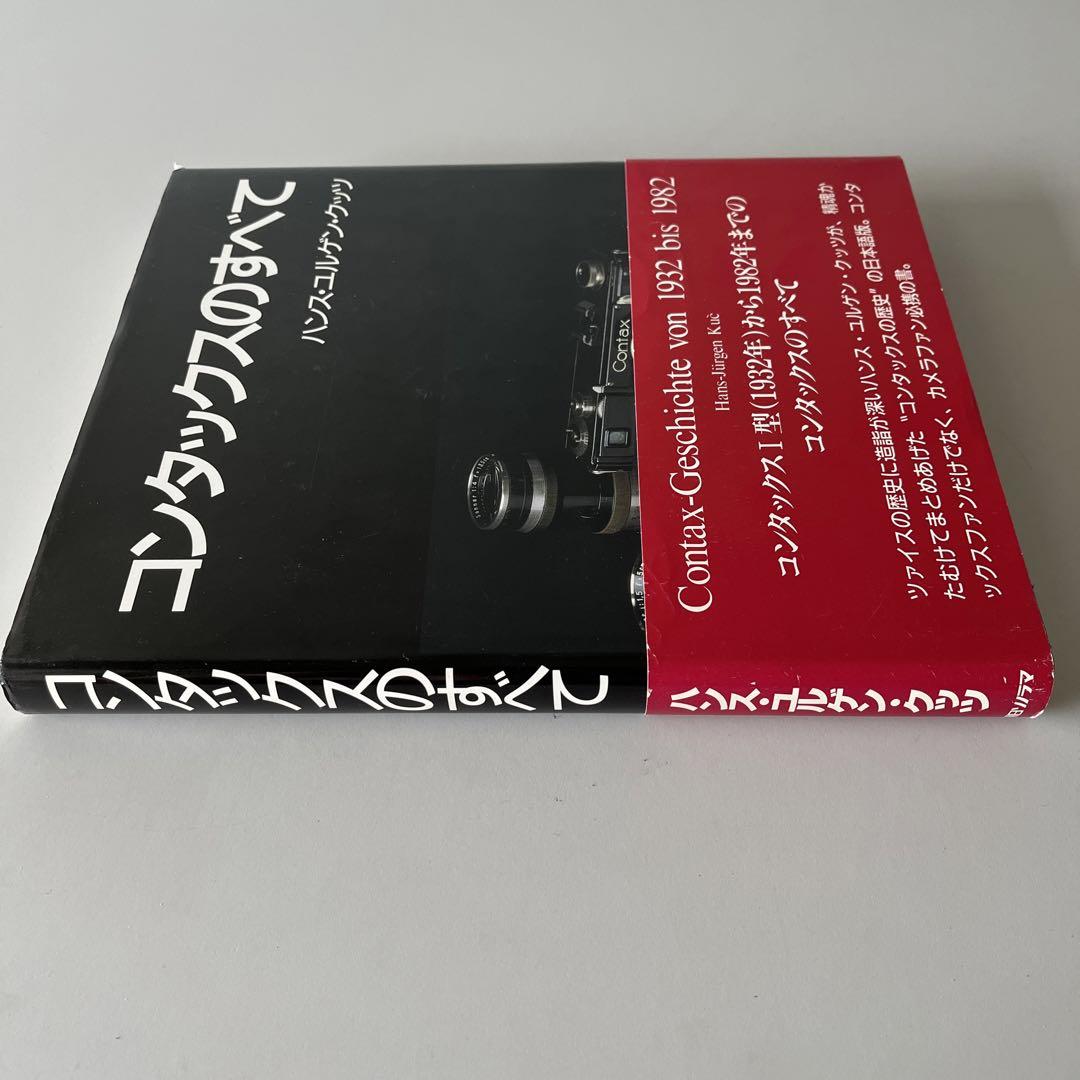 コンタックスのすべて
ハンス・ユルゲン・クッツ
Contax
Contax-Geschichte von 1932 bis 1982
Hans-Jürgen Kuč
コンタックスⅠ型(1932年)から1982年までの
コンタックスのすべて
ツァイスの歴史に造詣が深いハンス・ユルゲン・クッツが、精魂か
たむけてまとめあげた“コンタックスの歴史”の日本語版。コンタ
ックスファンだけでなく、カメラファン必携の書。
コンタックスのすべて
ハンス・ユルゲン・クッツ
ソノラマ